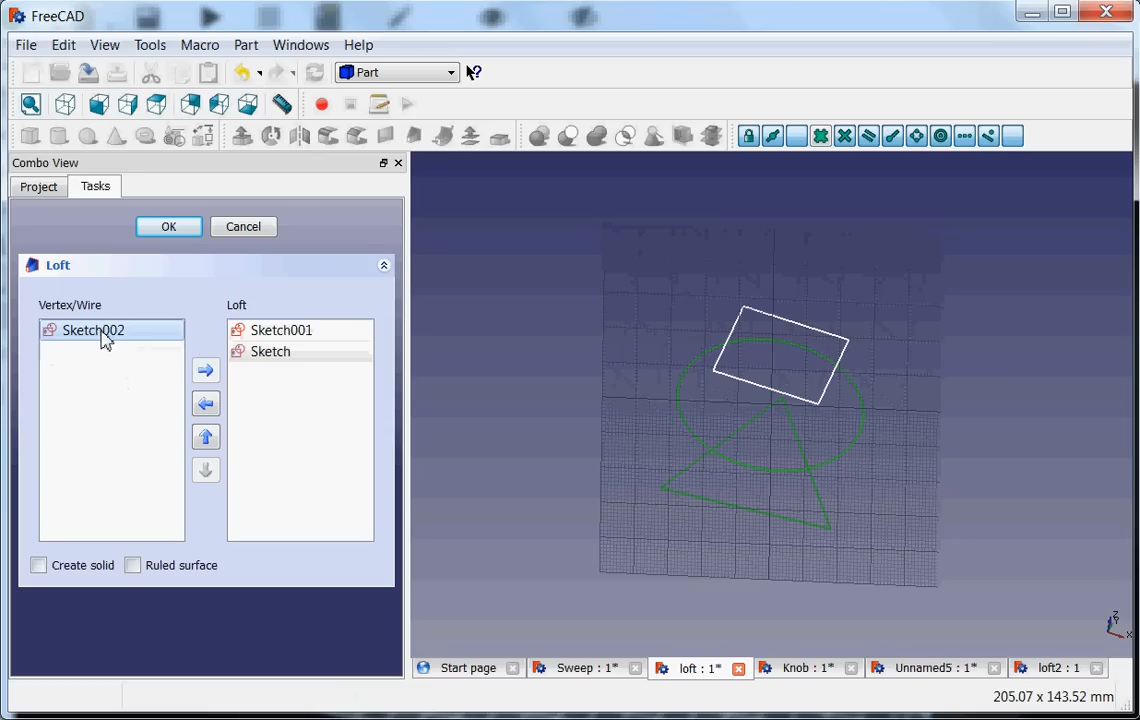 FreeCAD
File Edit View Tools Macro Part Windows Help
Part
Combo View
Project Tasks
OK Cancel
Loft
Vertex/Wire Loft
Sketch002 Sketch001
Sketch
Create solid Ruled surface
Start page Sweep : 1* loft : 1* Knob : 1* Unnamed5 : 1* loft2 : 1
205.07 x 143.52 mm
Z
Y
X